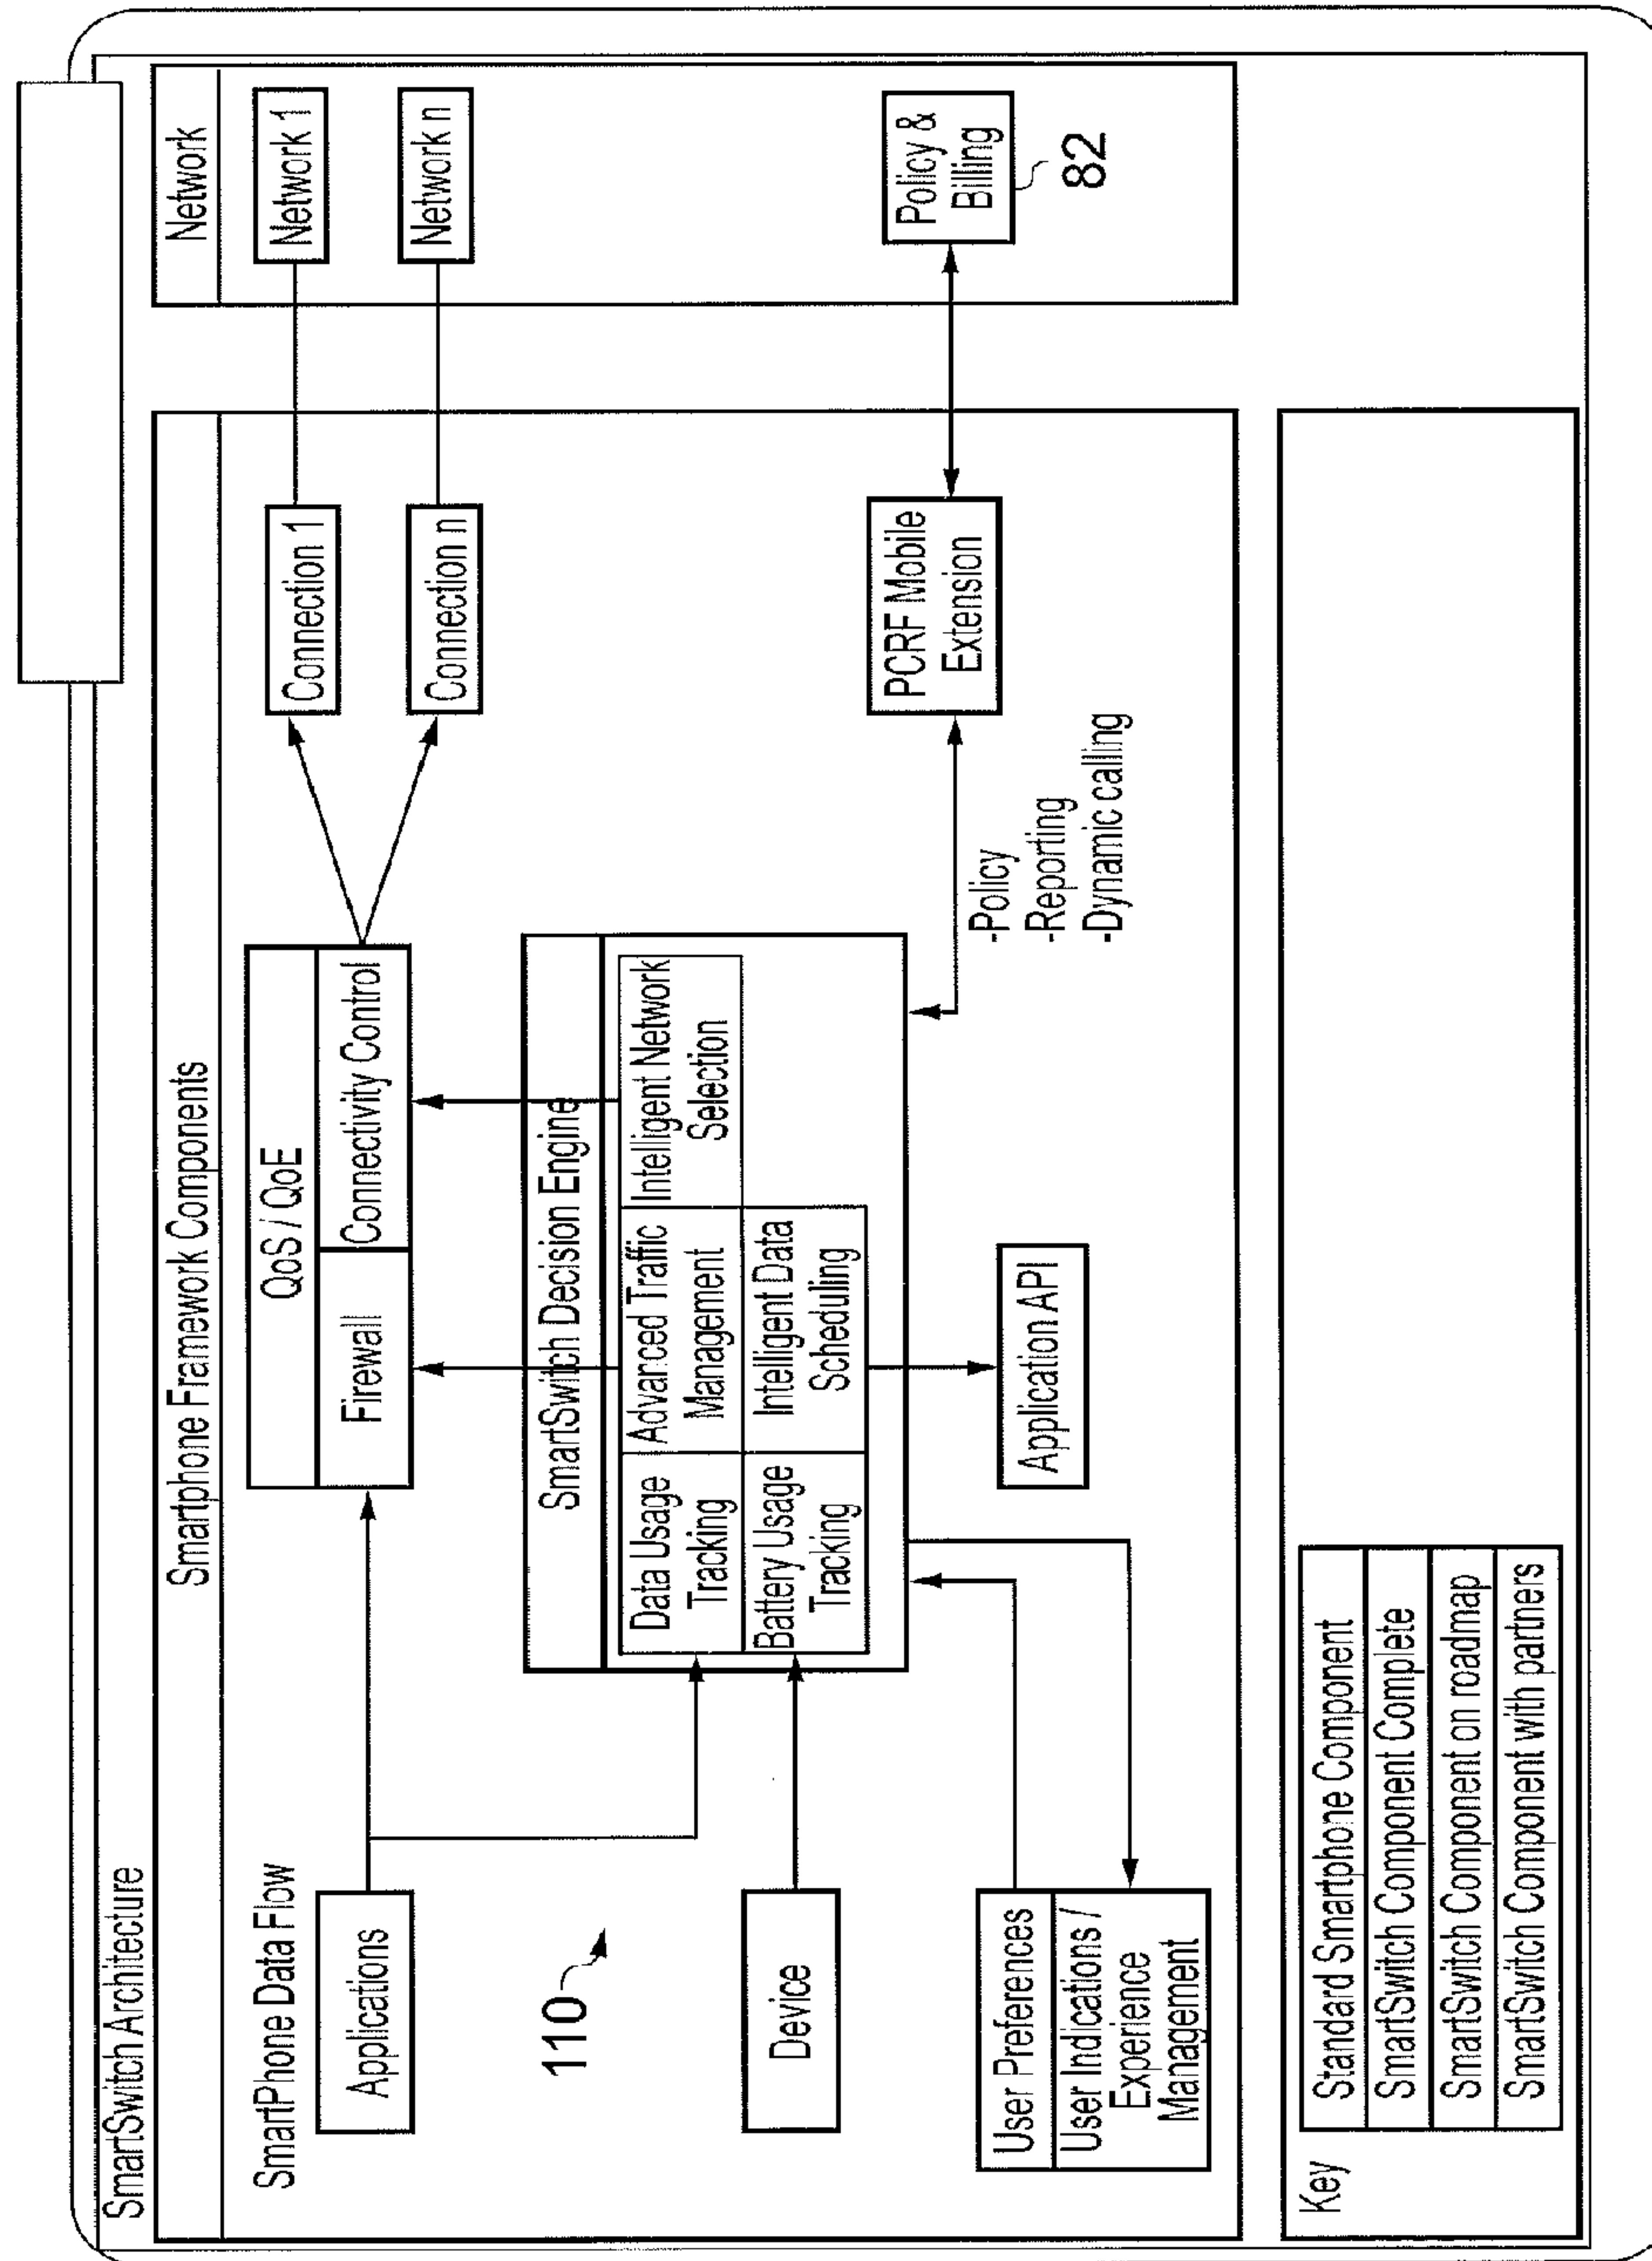 SmartSwitch Architecture
Smartphone Framework Components
Network
SmartPhone Data Flow
Applications
QoS / QoE
Firewall
Connectivity Control
Connection 1
Network 1
Connection n
Network n
110
SmartSwitch Decision Engine
Data Usage
Tracking
Advanced Traffic
Management
Intelligent Network
Selection
Battery Usage
Tracking
Intelligent Data
Scheduling
Device
PCRF Mobile
Extension
Policy &
Billing
82
-Policy
-Reporting
-Dynamic calling
User Preferences
User Indications /
Experience
Management
Application API
Key
Standard Smartphone Component
SmartSwitch Component Complete
SmartSwitch Component on roadmap
SmartSwitch Component with partners